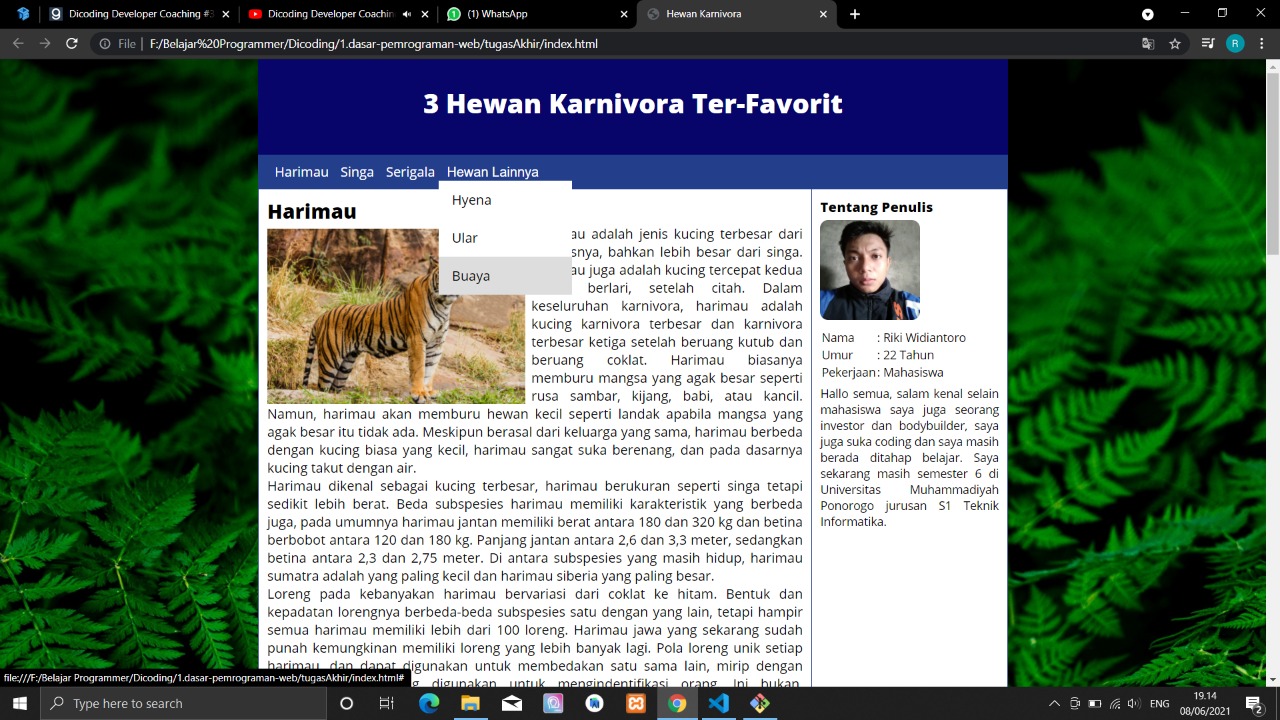 Dicoding Developer Coaching #3
Dicoding Developer Coachin
(1) WhatsApp
Hewan Karnivora
File
F:/Belajar%20Programmer/Dicoding/1.dasar-pemrograman-web/tugasAkhir/index.html
R
3 Hewan Karnivora Ter-Favorit
Harimau Singa Serigala Hewan Lainnya
Hyena
Ular
Buaya
Harimau
au adalah jenis kucing terbesar dari
snya, bahkan lebih besar dari singa.
au juga adalah kucing tercepat kedua
berlari, setelah citah. Dalam
keseluruhan karnivora, harimau adalah
kucing karnivora terbesar dan karnivora
terbesar ketiga setelah beruang kutub dan
beruang coklat. Harimau biasanya
memburu mangsa yang agak besar seperti
rusa sambar, kijang, babi, atau kancil.
Namun, harimau akan memburu hewan kecil seperti landak apabila mangsa yang
agak besar itu tidak ada. Meskipun berasal dari keluarga yang sama, harimau berbeda
dengan kucing biasa yang kecil, harimau sangat suka berenang, dan pada dasarnya
kucing takut dengan air.
Harimau dikenal sebagai kucing terbesar, harimau berukuran seperti singa tetapi
sedikit lebih berat. Beda subspesies harimau memiliki karakteristik yang berbeda
juga, pada umumnya harimau jantan memiliki berat antara 180 dan 320 kg dan betina
berbobot antara 120 dan 180 kg. Panjang jantan antara 2,6 dan 3,3 meter, sedangkan
betina antara 2,3 dan 2,75 meter. Di antara subspesies yang masih hidup, harimau
sumatra adalah yang paling kecil dan harimau siberia yang paling besar.
Loreng pada kebanyakan harimau bervariasi dari coklat ke hitam. Bentuk dan
kepadatan lorengnya berbeda-beda subspesies satu dengan yang lain, tetapi hampir
semua harimau memiliki lebih dari 100 loreng. Harimau jawa yang sekarang sudah
punah kemungkinan memiliki loreng yang lebih banyak lagi. Pola loreng unik setiap
harimau, dan dapat digunakan untuk membedakan satu sama lain, mirip dengan
g digunakan untuk mengindentifikasi orang. Ini bukan,
Tentang Penulis
Nama : Riki Widiantoro
Umur : 22 Tahun
Pekerjaan : Mahasiswa
Hallo semua, salam kenal selain
mahasiswa saya juga seorang
investor dan bodybuilder, saya
juga suka coding dan saya masih
berada ditahap belajar. Saya
sekarang masih semester 6 di
Universitas Muhammadiyah
Ponorogo jurusan S1 Teknik
Informatika.
file:///F:/Belajar Programmer/Dicoding/1.dasar-pemrograman-web/tugasAkhir/index.html#
Type here to search
ENG
19.14
08/06/2021
2